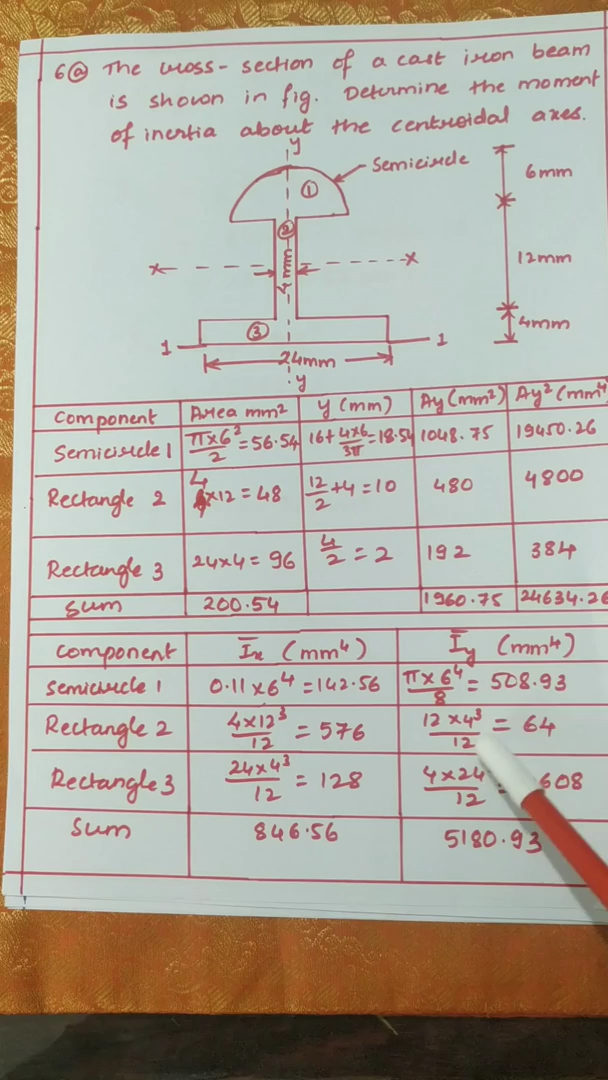 6ⓐ The cross-section of a cast iron beam
is shown in fig. Determine the moment
of inertia about the centroidal axes.
y
Semicircle
①
6mm
②
x x
4mm
12mm
③
4mm
1 1
24mm
y
Component Area mm² y (mm) Ay (mm²) Ay² (mm⁴)
Semicircle 1 π×6²/2 = 56.54 16+4×6/3π = 18.54 1048.75 19450.26
Rectangle 2 4×12 = 48 12/2+4 = 10 480 4800
Rectangle 3 24×4 = 96 4/2 = 2 192 384
Sum 200.54 1960.75 24634.26
Component I̅x (mm⁴) I̅y (mm⁴)
Semicircle 1 0.11×6⁴ = 142.56 π×6⁴/8 = 508.93
Rectangle 2 4×12³/12 = 576 12×4³/12 = 64
Rectangle 3 24×4³/12 = 128 4×24/12 = 608
Sum 846.56 5180.93